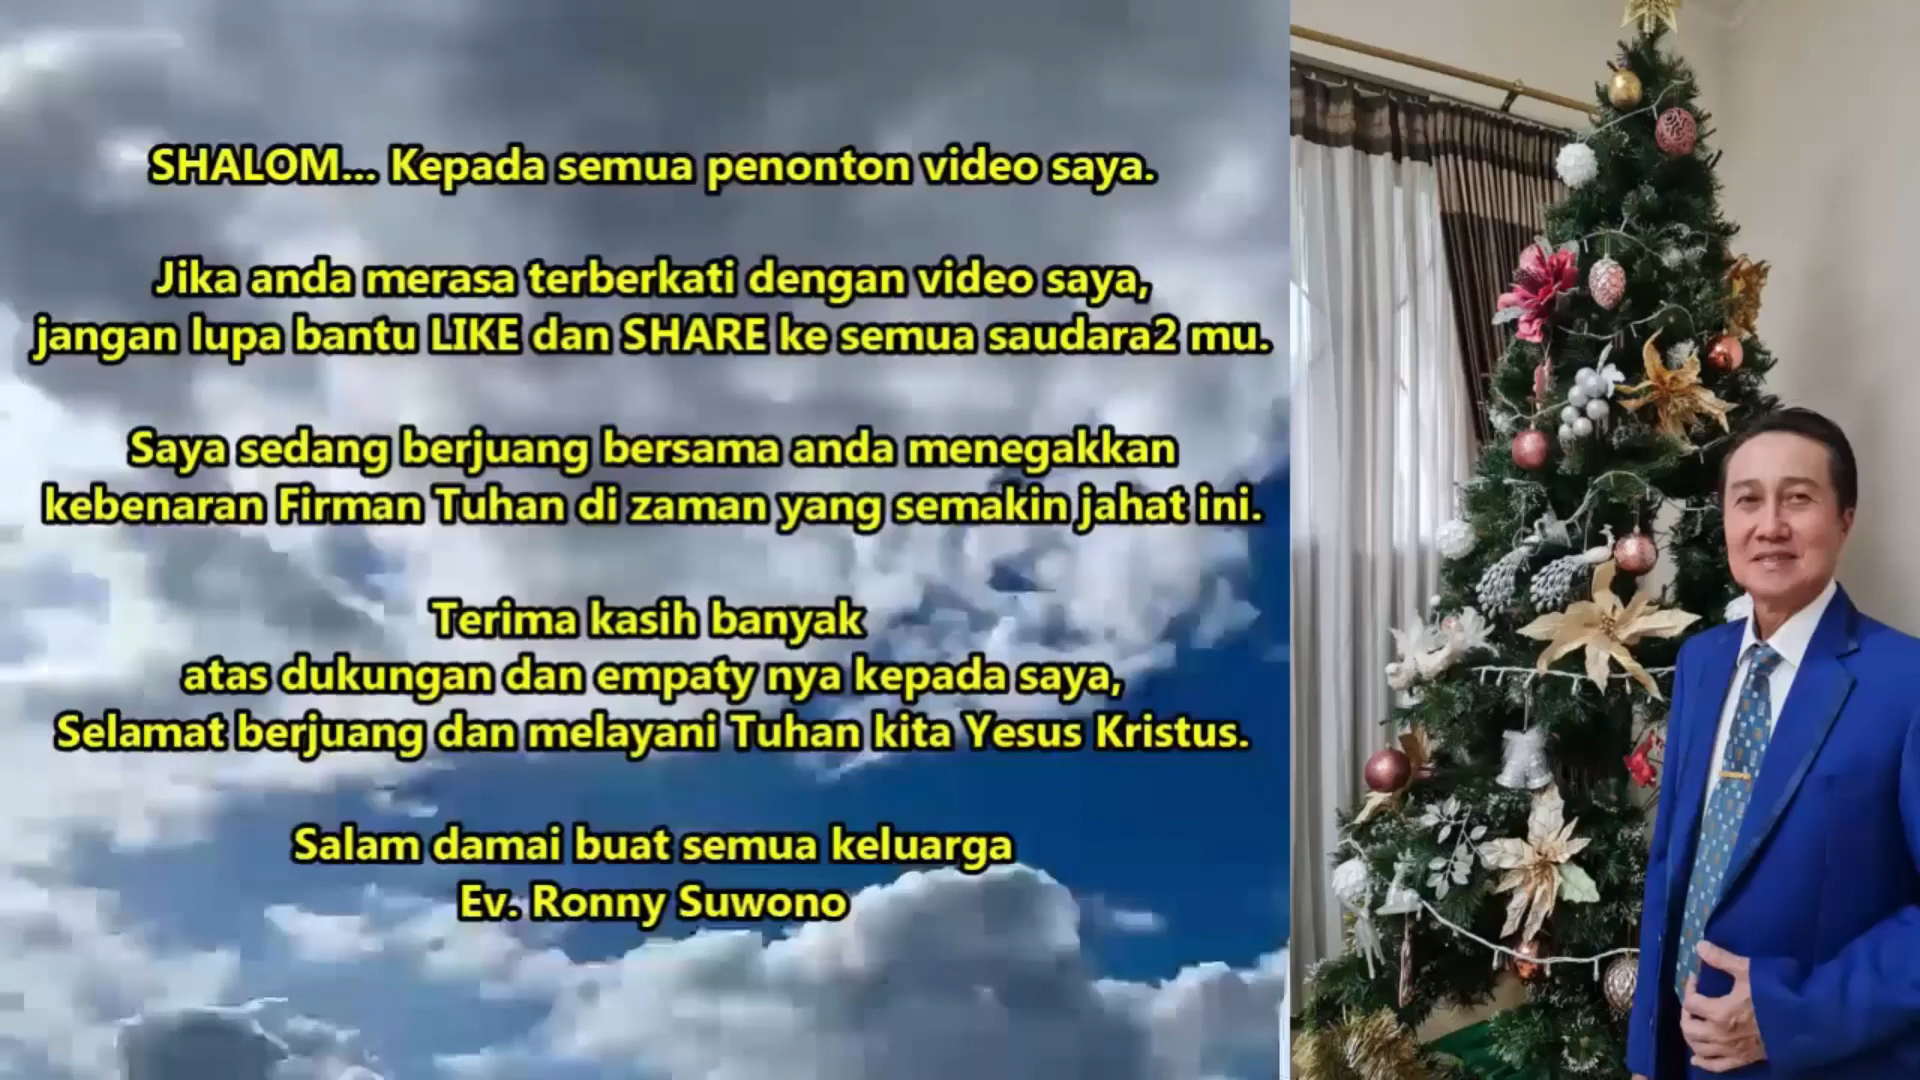 SHALOM... Kepada semua penonton video saya.
Jika anda merasa terberkati dengan video saya,
jangan lupa bantu LIKE dan SHARE ke semua saudara2 mu.
Saya sedang berjuang bersama anda menegakkan
kebenaran Firman Tuhan di zaman yang semakin jahat ini.
Terima kasih banyak
atas dukungan dan empaty nya kepada saya,
Selamat berjuang dan melayani Tuhan kita Yesus Kristus.
Salam damai buat semua keluarga
Ev. Ronny Suwono